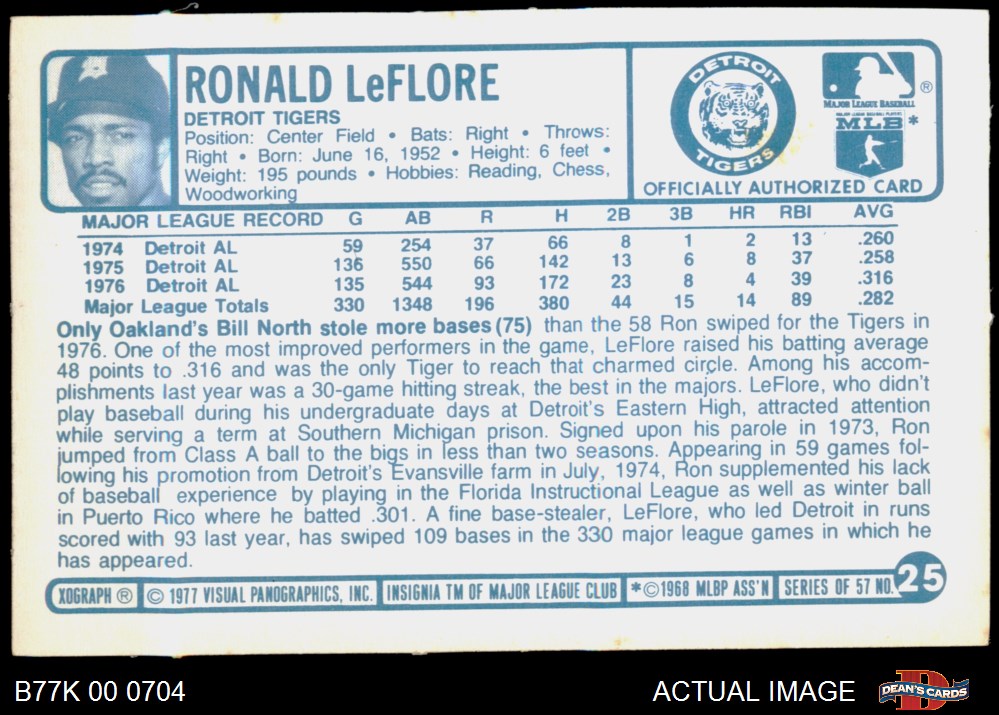 RONALD LeFLORE
DETROIT TIGERS
Position: Center Field • Bats: Right • Throws:
Right • Born: June 16, 1952 • Height: 6 feet •
Weight: 195 pounds • Hobbies: Reading, Chess,
Woodworking
DETROIT
TIGERS
®
MAJOR LEAGUE BASEBALL
MLB *
OFFICIALLY AUTHORIZED CARD
MAJOR LEAGUE RECORD G AB R H 2B 3B HR RBI AVG
1974 Detroit AL 59 254 37 66 8 1 2 13 .260
1975 Detroit AL 136 550 66 142 13 6 8 37 .258
1976 Detroit AL 135 544 93 172 23 8 4 39 .316
Major League Totals 330 1348 196 380 44 15 14 89 .282
Only Oakland's Bill North stole more bases (75) than the 58 Ron swiped for the Tigers in
1976. One of the most improved performers in the game, LeFlore raised his batting average
48 points to .316 and was the only Tiger to reach that charmed circle. Among his accom-
plishments last year was a 30-game hitting streak, the best in the majors. LeFlore, who didn't
play baseball during his undergraduate days at Detroit's Eastern High, attracted attention
while serving a term at Southern Michigan prison. Signed upon his parole in 1973, Ron
jumped from Class A ball to the bigs in less than two seasons. Appearing in 59 games fol-
lowing his promotion from Detroit's Evansville farm in July, 1974, Ron supplemented his lack
of baseball experience by playing in the Florida Instructional League as well as winter ball
in Puerto Rico where he batted .301. A fine base-stealer, LeFlore, who led Detroit in runs
scored with 93 last year, has swiped 109 bases in the 330 major league games in which he
has appeared.
XOGRAPH ® © 1977 VISUAL PANOGRAPHICS, INC. INSIGNIA TM OF MAJOR LEAGUE CLUB *©1968 MLBP ASS'N SERIES OF 57 NO. 25
B77K 00 0704
ACTUAL IMAGE
DEAN'S CARDS